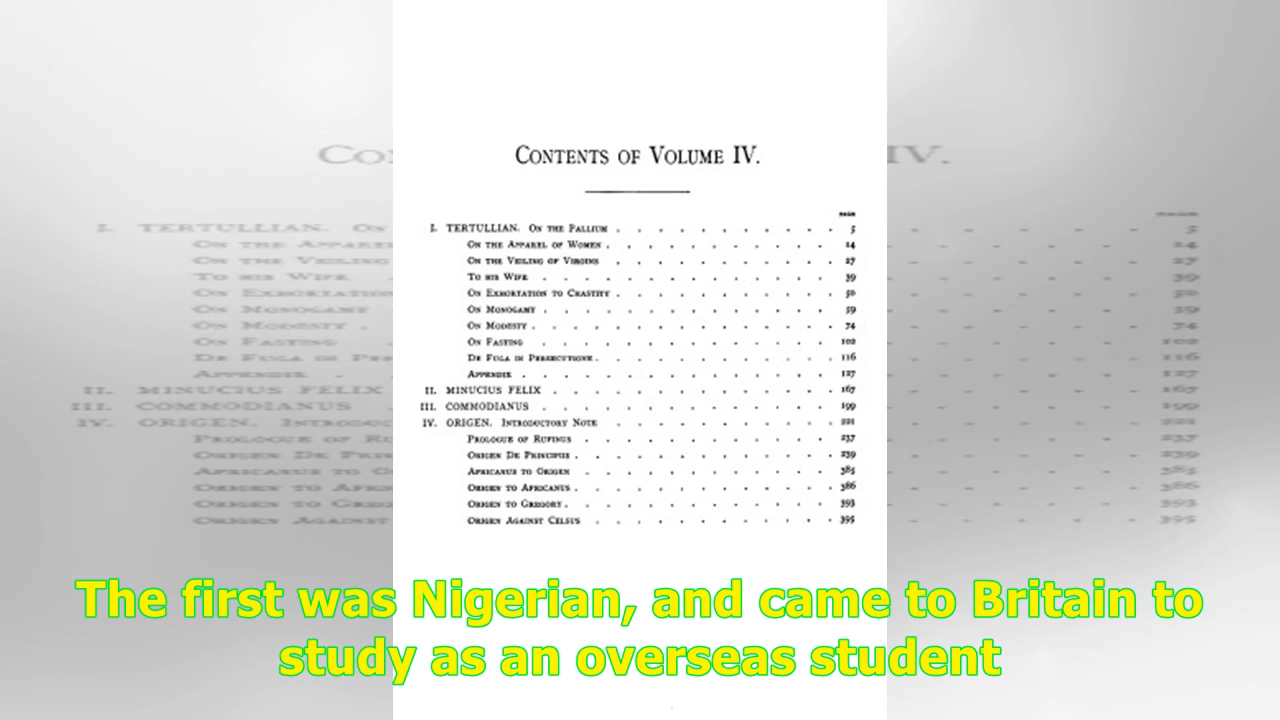 CONTENTS OF VOLUME IV.
PAGE
I. TERTULLIAN. ON THE PALLIUM . . . . . . . . . 5
ON THE APPAREL OF WOMEN . . . . . . . . . 14
ON THE VEILING OF VIRGINS . . . . . . . . . 27
TO HIS WIFE . . . . . . . . . . . 39
ON EXHORTATION TO CHASTITY . . . . . . . . . 50
ON MONOGAMY . . . . . . . . . . . 59
ON MODESTY . . . . . . . . . . . . 74
ON FASTING . . . . . . . . . . . 102
DE FUGA IN PERSECUTIONE . . . . . . . . . 116
APPENDIX . . . . . . . . . . . . 127
II. MINUCIUS FELIX . . . . . . . . . . . 167
III. COMMODIANUS . . . . . . . . . . . 199
IV. ORIGEN. INTRODUCTORY NOTE . . . . . . . . . 221
PROLOGUE OF RUFINUS . . . . . . . . . . 237
ORIGEN DE PRINCIPIIS . . . . . . . . . . 239
AFRICANUS TO ORIGEN . . . . . . . . . 385
ORIGEN TO AFRICANUS . . . . . . . . . . 386
ORIGEN TO GREGORY . . . . . . . . . . 393
ORIGEN AGAINST CELSUS . . . . . . . . . 395
The first was Nigerian, and came to Britain to
study as an overseas student